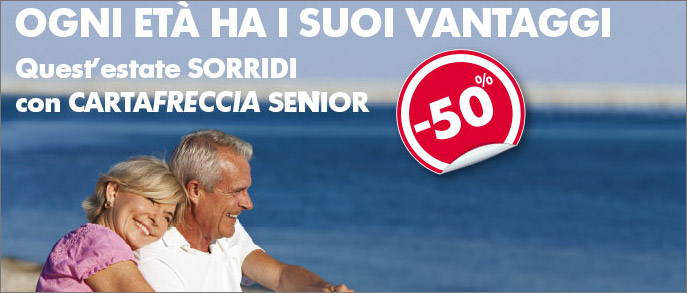 OGNI ETÀ HA I SUOI VANTAGGI
Quest'estate SORRIDI
con CARTAFRECCIA SENIOR
-50%